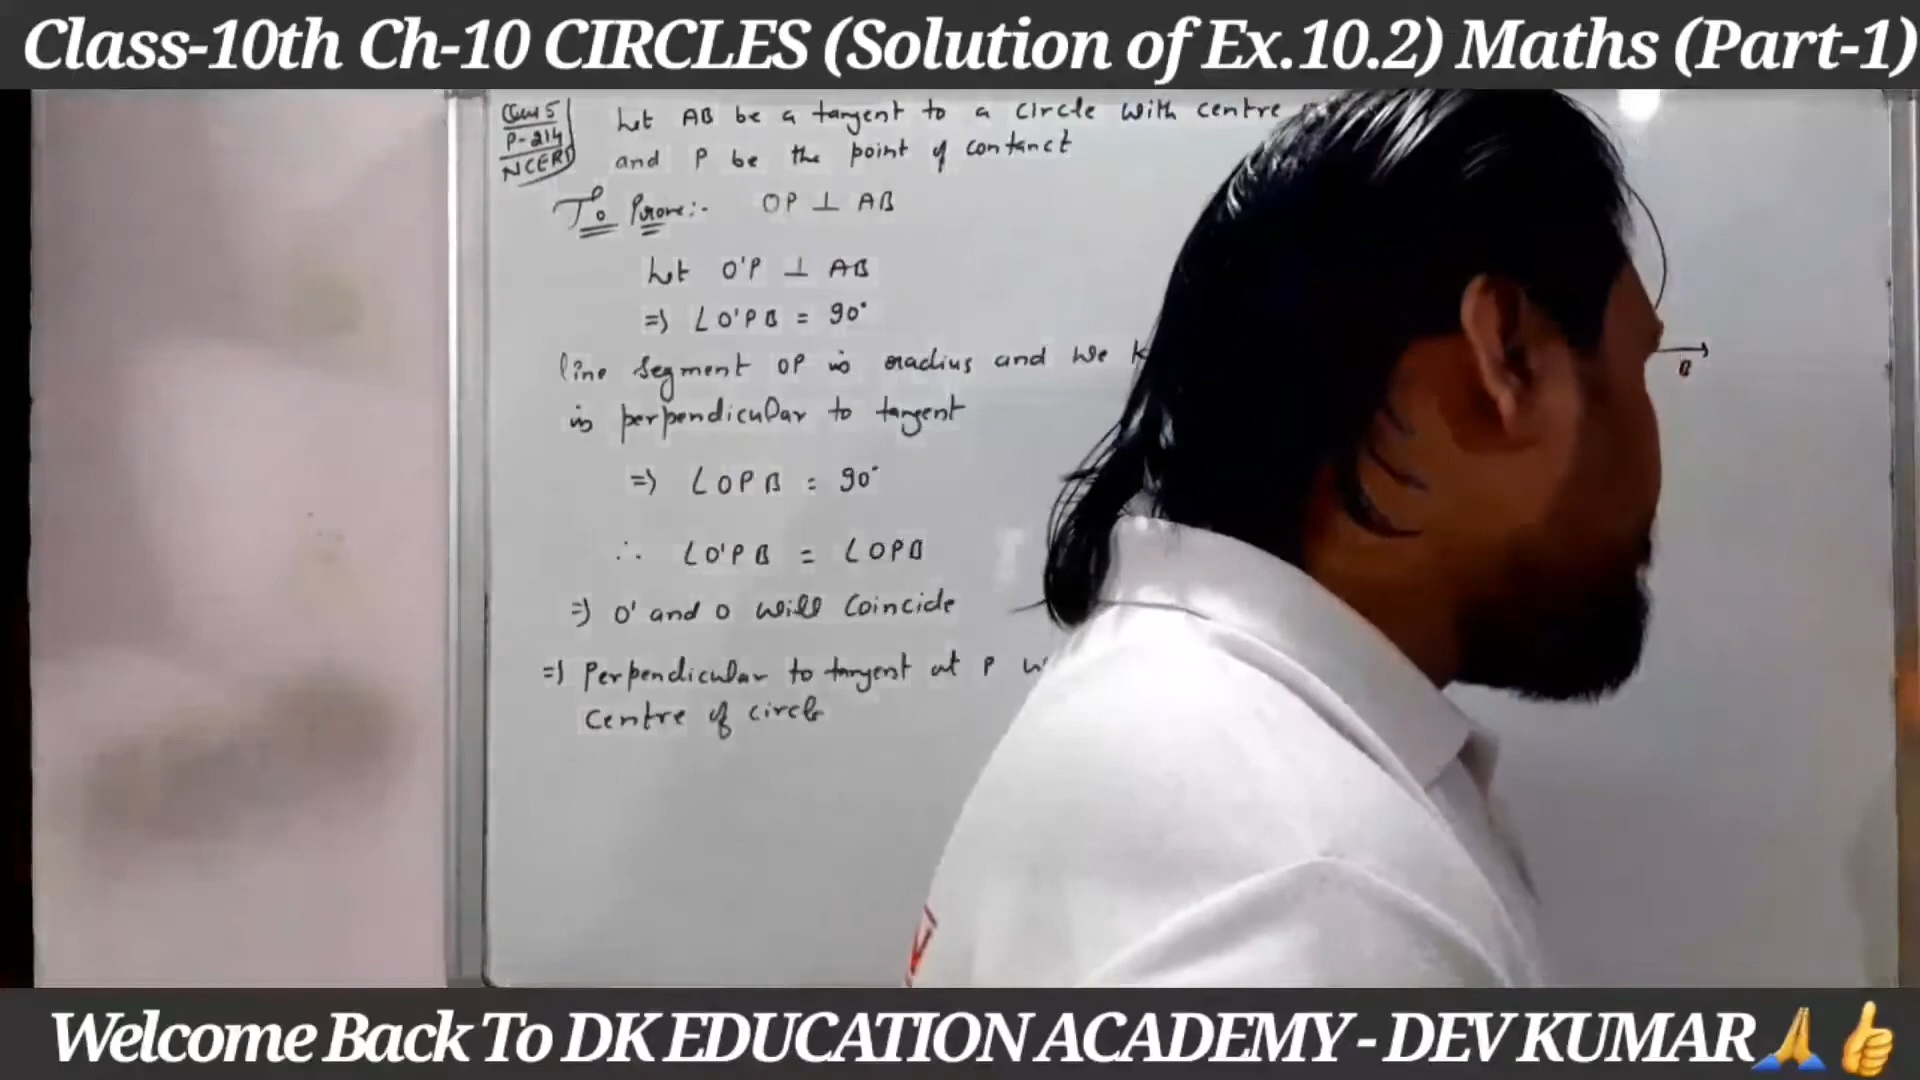 Class-10th Ch-10 CIRCLES (Solution of Ex.10.2) Maths (Part-1)
Ques 5
P-214
NCERT
Let AB be a tangent to a circle with centre
and P be the point of contanct
To Prove:- OP ⊥ AB
Let O'P ⊥ AB
=> ∠O'PB = 90°
line segment OP is radius and we k
is perpendicular to tangent
=> ∠OPB = 90°
∴ ∠O'PB = ∠OPB
=> O' and O will Coincide
=> Perpendicular to tangent at P
Centre of circle
B
Welcome Back To DK EDUCATION ACADEMY - DEV KUMAR🙏👍